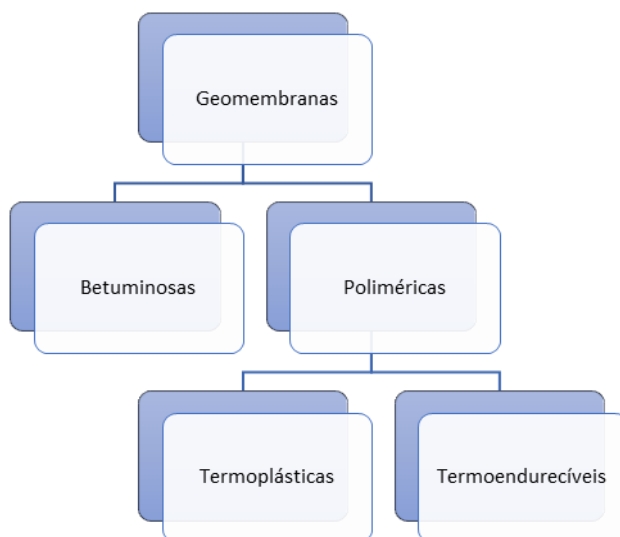 Geomembranas
Betuminosas
Poliméricas
Termoplásticas
Termoendurecíveis